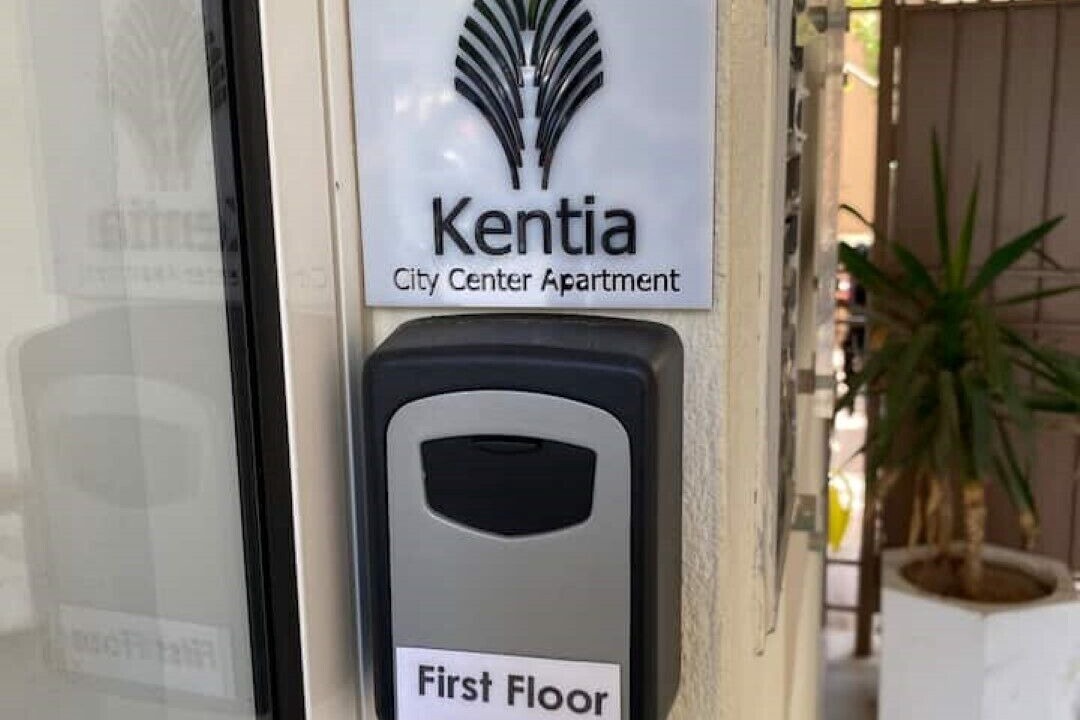 Kentia
City Center Apartment
First Floor